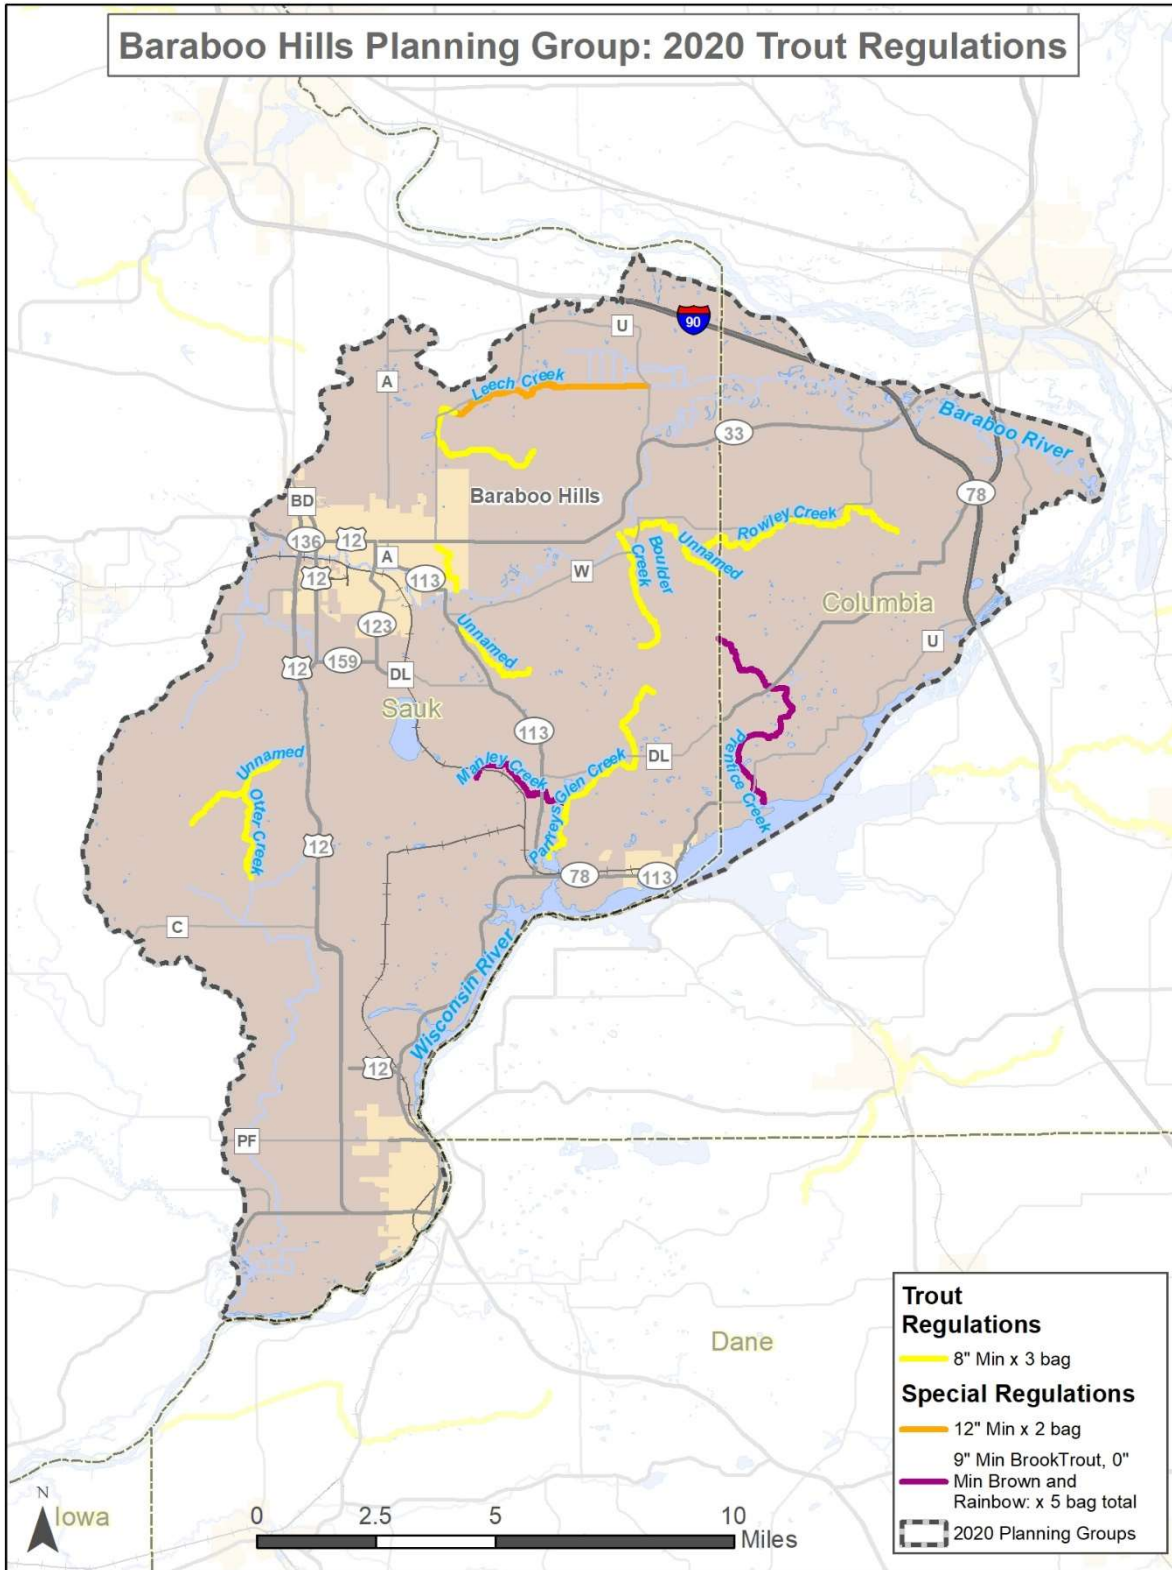 Baraboo Hills Planning Group: 2020 Trout Regulations
U
90
A
Leech Creek
Baraboo River
33
78
Baraboo Hills
BD
136
12
A
Rowley Creek
Boulder Creek
Unnamed
12
113
W
Columbia
123
Unnamed
U
12
159
DL
Sauk
113
DL
Prentice Creek
Unnamed
Manley Creek
Parfreys Glen Creek
Otter Creek
12
78
113
C
Wisconsin River
12
PF
Dane
Trout
Regulations
8" Min x 3 bag
Special Regulations
12" Min x 2 bag
9" Min BrookTrout, 0"
Min Brown and
Rainbow: x 5 bag total
2020 Planning Groups
N
Iowa
0 2.5 5 10
Miles